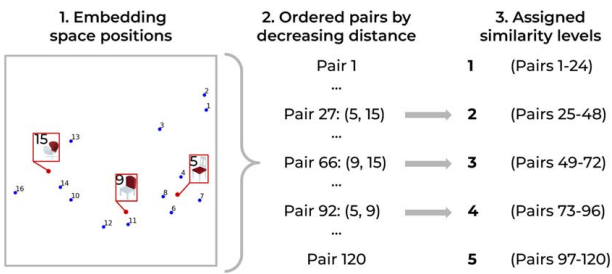 1. Embedding
space positions
2. Ordered pairs by
decreasing distance
3. Assigned
similarity levels
2
1
3
15
13
5
4
9
14
16
10
8
7
6
12
11
Pair 1
...
Pair 27: (5, 15)
...
Pair 66: (9, 15)
...
Pair 92: (5, 9)
...
Pair 120
1 (Pairs 1-24)
2 (Pairs 25-48)
3 (Pairs 49-72)
4 (Pairs 73-96)
5 (Pairs 97-120)